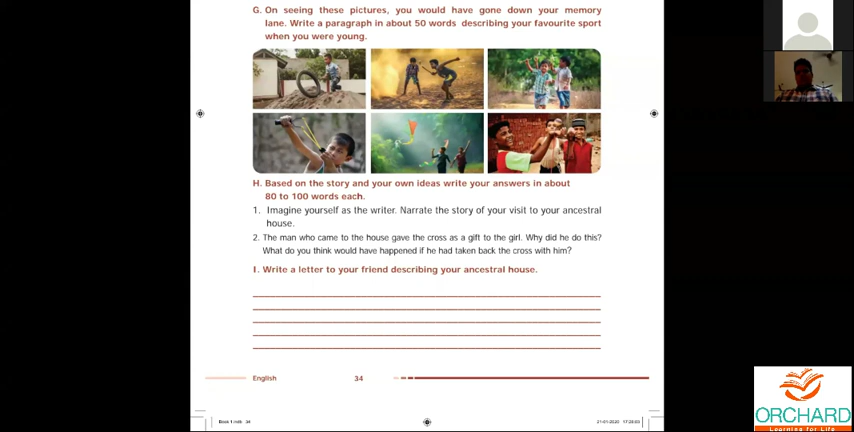 G. On seeing these pictures, you would have gone down your memory
lane. Write a paragraph in about 50 words describing your favourite sport
when you were young.
H. Based on the story and your own ideas write your answers in about
80 to 100 words each.
1. Imagine yourself as the writer. Narrate the story of your visit to your ancestral
house.
2. The man who came to the house gave the cross as a gift to the girl. Why did he do this?
What do you think would have happened if he had taken back the cross with him?
I. Write a letter to your friend describing your ancestral house.
English 34
Book 1.indb 34
ORCHARD
Learning for Life